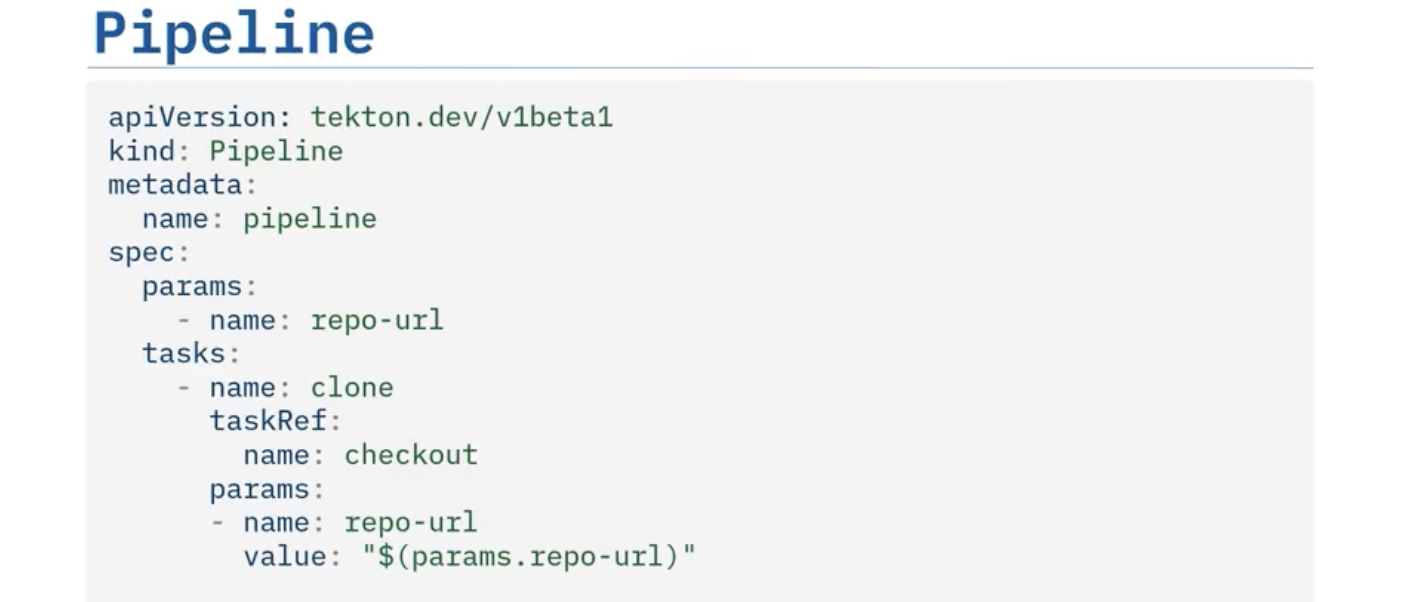 Pipeline
apiVersion: tekton.dev/v1beta1
kind: Pipeline
metadata:
  name: pipeline
spec:
  params:
    - name: repo-url
  tasks:
    - name: clone
      taskRef:
        name: checkout
      params:
      - name: repo-url
        value: "$(params.repo-url)"